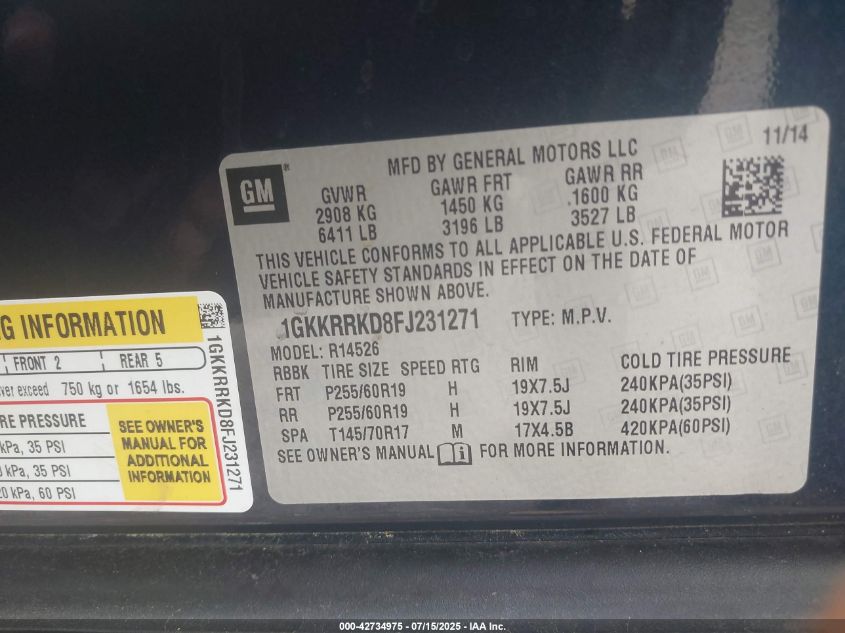 11/14
MFD BY GENERAL MOTORS LLC
GM
GVWR GAWR FRT GAWR RR
2908 KG 1450 KG .1600 KG
6411 LB 3196 LB 3527 LB
THIS VEHICLE CONFORMS TO ALL APPLICABLE U.S. FEDERAL MOTOR
VEHICLE SAFETY STANDARDS IN EFFECT ON THE DATE OF
MANUFACTURE SHOWN ABOVE.
1GKKRRKD8FJ231271 TYPE: M.P.V.
MODEL: R14526
RBBK TIRE SIZE SPEED RTG RIM COLD TIRE PRESSURE
FRT P255/60R19 H 19X7.5J 240KPA(35PSI)
RR P255/60R19 H 19X7.5J 240KPA(35PSI)
SPA T145/70R17 M 17X4.5B 420KPA(60PSI)
SEE OWNER'S MANUAL FOR MORE INFORMATION.
INFORMATION
FRONT 2 REAR 5
exceed 750 kg or 1654 lbs.
PRESSURE
kPa, 35 PSI
kPa, 35 PSI
kPa, 60 PSI
SEE OWNER'S
MANUAL FOR
ADDITIONAL
INFORMATION
1GKKRRKD8FJ231271
000-42734975 - 07/15/2025 - IAA Inc.